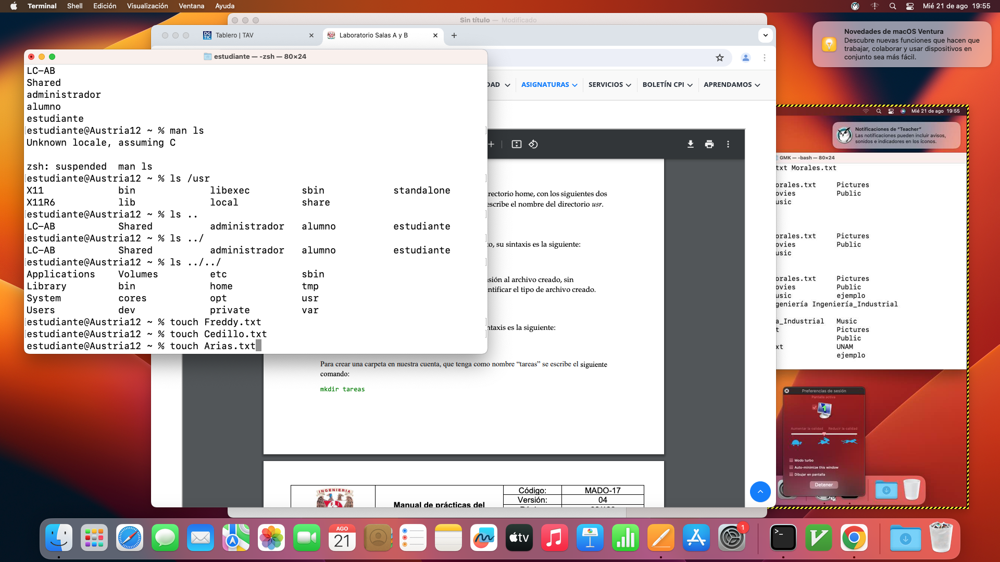 Terminal Shell Edición Visualización Ventana Ayuda
Mié 21 de ago 19:55
Sin título — Modificado
Tablero | TAV
Laboratorio Salas A y B
Novedades de macOS Ventura
Descubre nuevas funciones que hacen que
trabajar, colaborar y usar dispositivos en
conjunto sea más fácil.
estudiante — -zsh — 80×24
LC-AB
Shared
administrador
alumno
estudiante
estudiante@Austria12 ~ % man ls
Unknown locale, assuming C
zsh: suspended  man ls
estudiante@Austria12 ~ % ls /usr
X11 bin libexec sbin standalone
X11R6 lib local share
estudiante@Austria12 ~ % ls ..
LC-AB Shared administrador alumno estudiante
estudiante@Austria12 ~ % ls ../
LC-AB Shared administrador alumno estudiante
estudiante@Austria12 ~ % ls ../../
Applications Volumes etc sbin
Library bin home tmp
System cores opt usr
Users dev private var
estudiante@Austria12 ~ % touch Freddy.txt
estudiante@Austria12 ~ % touch Cedillo.txt
estudiante@Austria12 ~ % touch Arias.txt
DAD ASIGNATURAS SERVICIOS BOLETÍN CPI APRENDAMOS
rectorio home, con los siguientes dos
escribe el nombre del directorio usr.
o, su sintaxis es la siguiente:
sión al archivo creado, sin
ntificar el tipo de archivo creado.
ntaxis es la siguiente:
Para crear una carpeta en nuestra cuenta, que tenga como nombre “tareas” se escribe el siguiente
comando:
mkdir tareas
INGENIERIA
Manual de prácticas del
Código: MADO-17
Versión: 04
Mié 21 de ago 19:55
Notificaciones de “Teacher”
Las notificaciones pueden incluir avisos,
sonidos e indicadores en los íconos.
GMK — -bash — 80×24
txt Morales.txt
orales.txt Pictures
ovies Public
usic
orales.txt Pictures
ovies Public
usic
orales.txt Pictures
ovies Public
usic ejemplo
geniería Ingeniería_Industrial
a_Industrial Music
t Pictures
Public
xt UNAM
ejemplo
Preferencias de sesión
Pantalla activa
1
Aumentar la calidad Reducir la calidad
Modo turbo
Auto-minimize this window
Dibujar en pantalla
Detener
AGO
21
tv
1